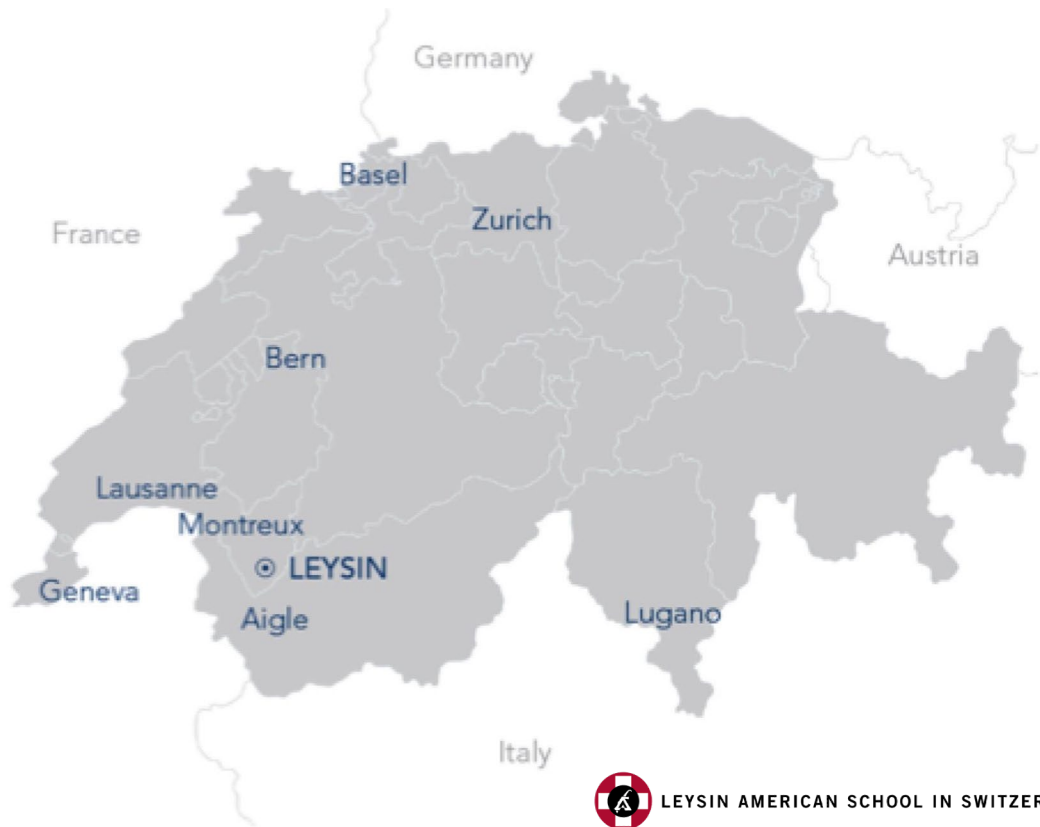 Germany
Basel
Zurich
France
Austria
Bern
Lausanne
Montreux
LEYSIN
Geneva
Aigle
Lugano
Italy
LEYSIN AMERICAN SCHOOL IN SWITZER